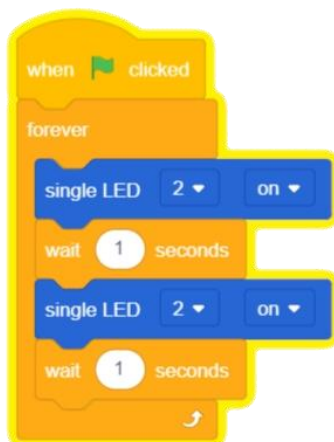 when clicked
forever
single LED 2 on
wait 1 seconds
single LED 2 on
wait 1 seconds